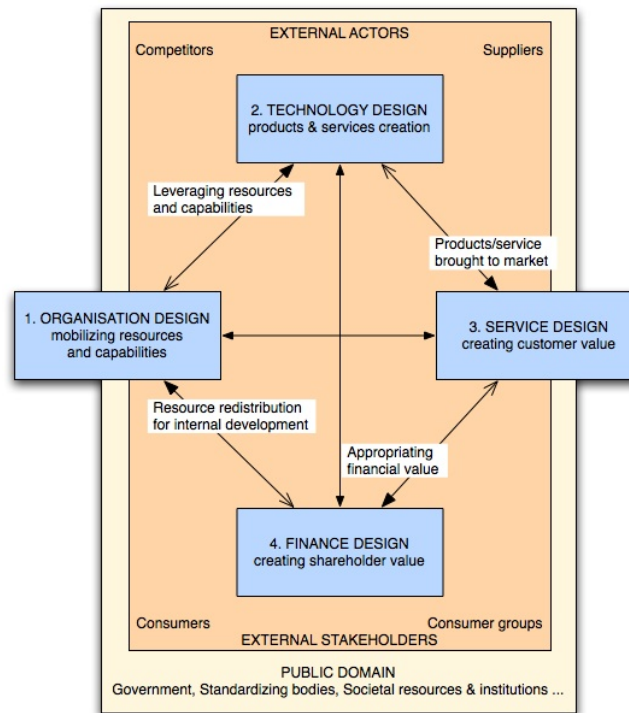 EXTERNAL ACTORS
Competitors
Suppliers
2. TECHNOLOGY DESIGN
products & services creation
Leveraging resources
and capabilities
Products/service
brought to market
1. ORGANISATION DESIGN
mobilizing resources
and capabilities
3. SERVICE DESIGN
creating customer value
Resource redistribution
for internal development
Appropriating
financial value
4. FINANCE DESIGN
creating shareholder value
Consumers
Consumer groups
EXTERNAL STAKEHOLDERS
PUBLIC DOMAIN
Government, Standardizing bodies, Societal resources & institutions ...